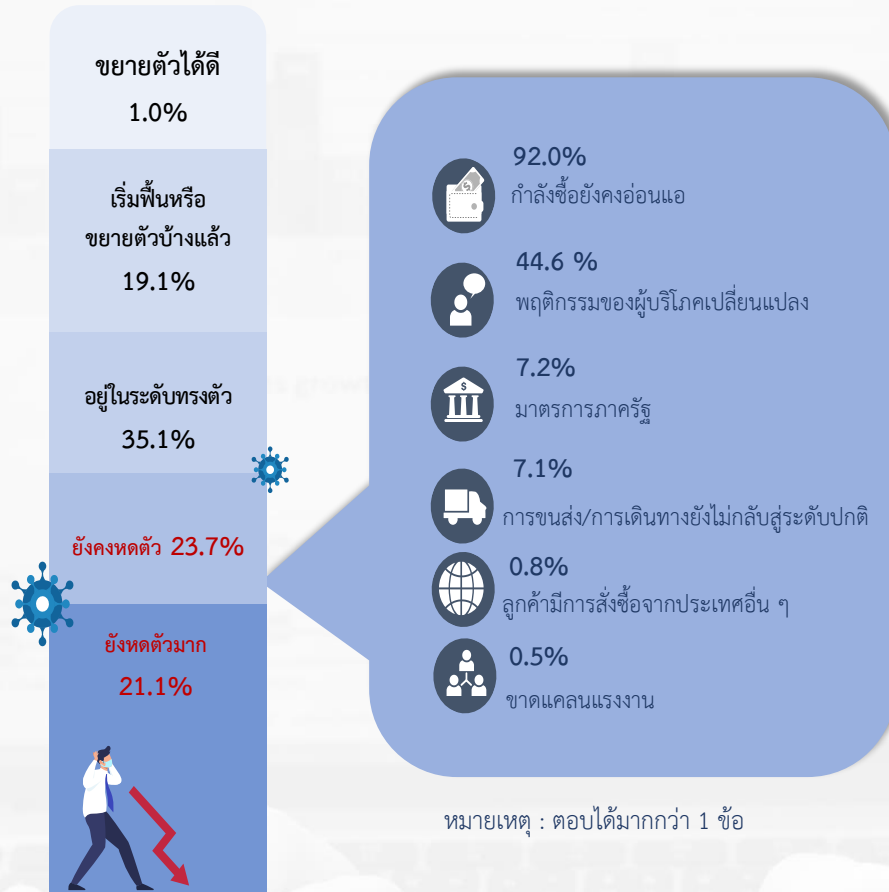 ขยายตัวได้ดี
1.0%
เริ่มฟื้นหรือ
ขยายตัวบ้างแล้ว
19.1%
อยู่ในระดับทรงตัว
35.1%
ยังคงหดตัว 23.7%
ยังหดตัวมาก
21.1%
92.0%
กำลังซื้อยังคงอ่อนแอ
44.6 %
พฤติกรรมของผู้บริโภคเปลี่ยนแปลง
7.2%
มาตรการภาครัฐ
7.1%
การขนส่ง/การเดินทางยังไม่กลับสู่ระดับปกติ
0.8%
ลูกค้ามีการสั่งซื้อจากประเทศอื่น ๆ
0.5%
ขาดแคลนแรงงาน
หมายเหตุ : ตอบได้มากกว่า 1 ข้อ